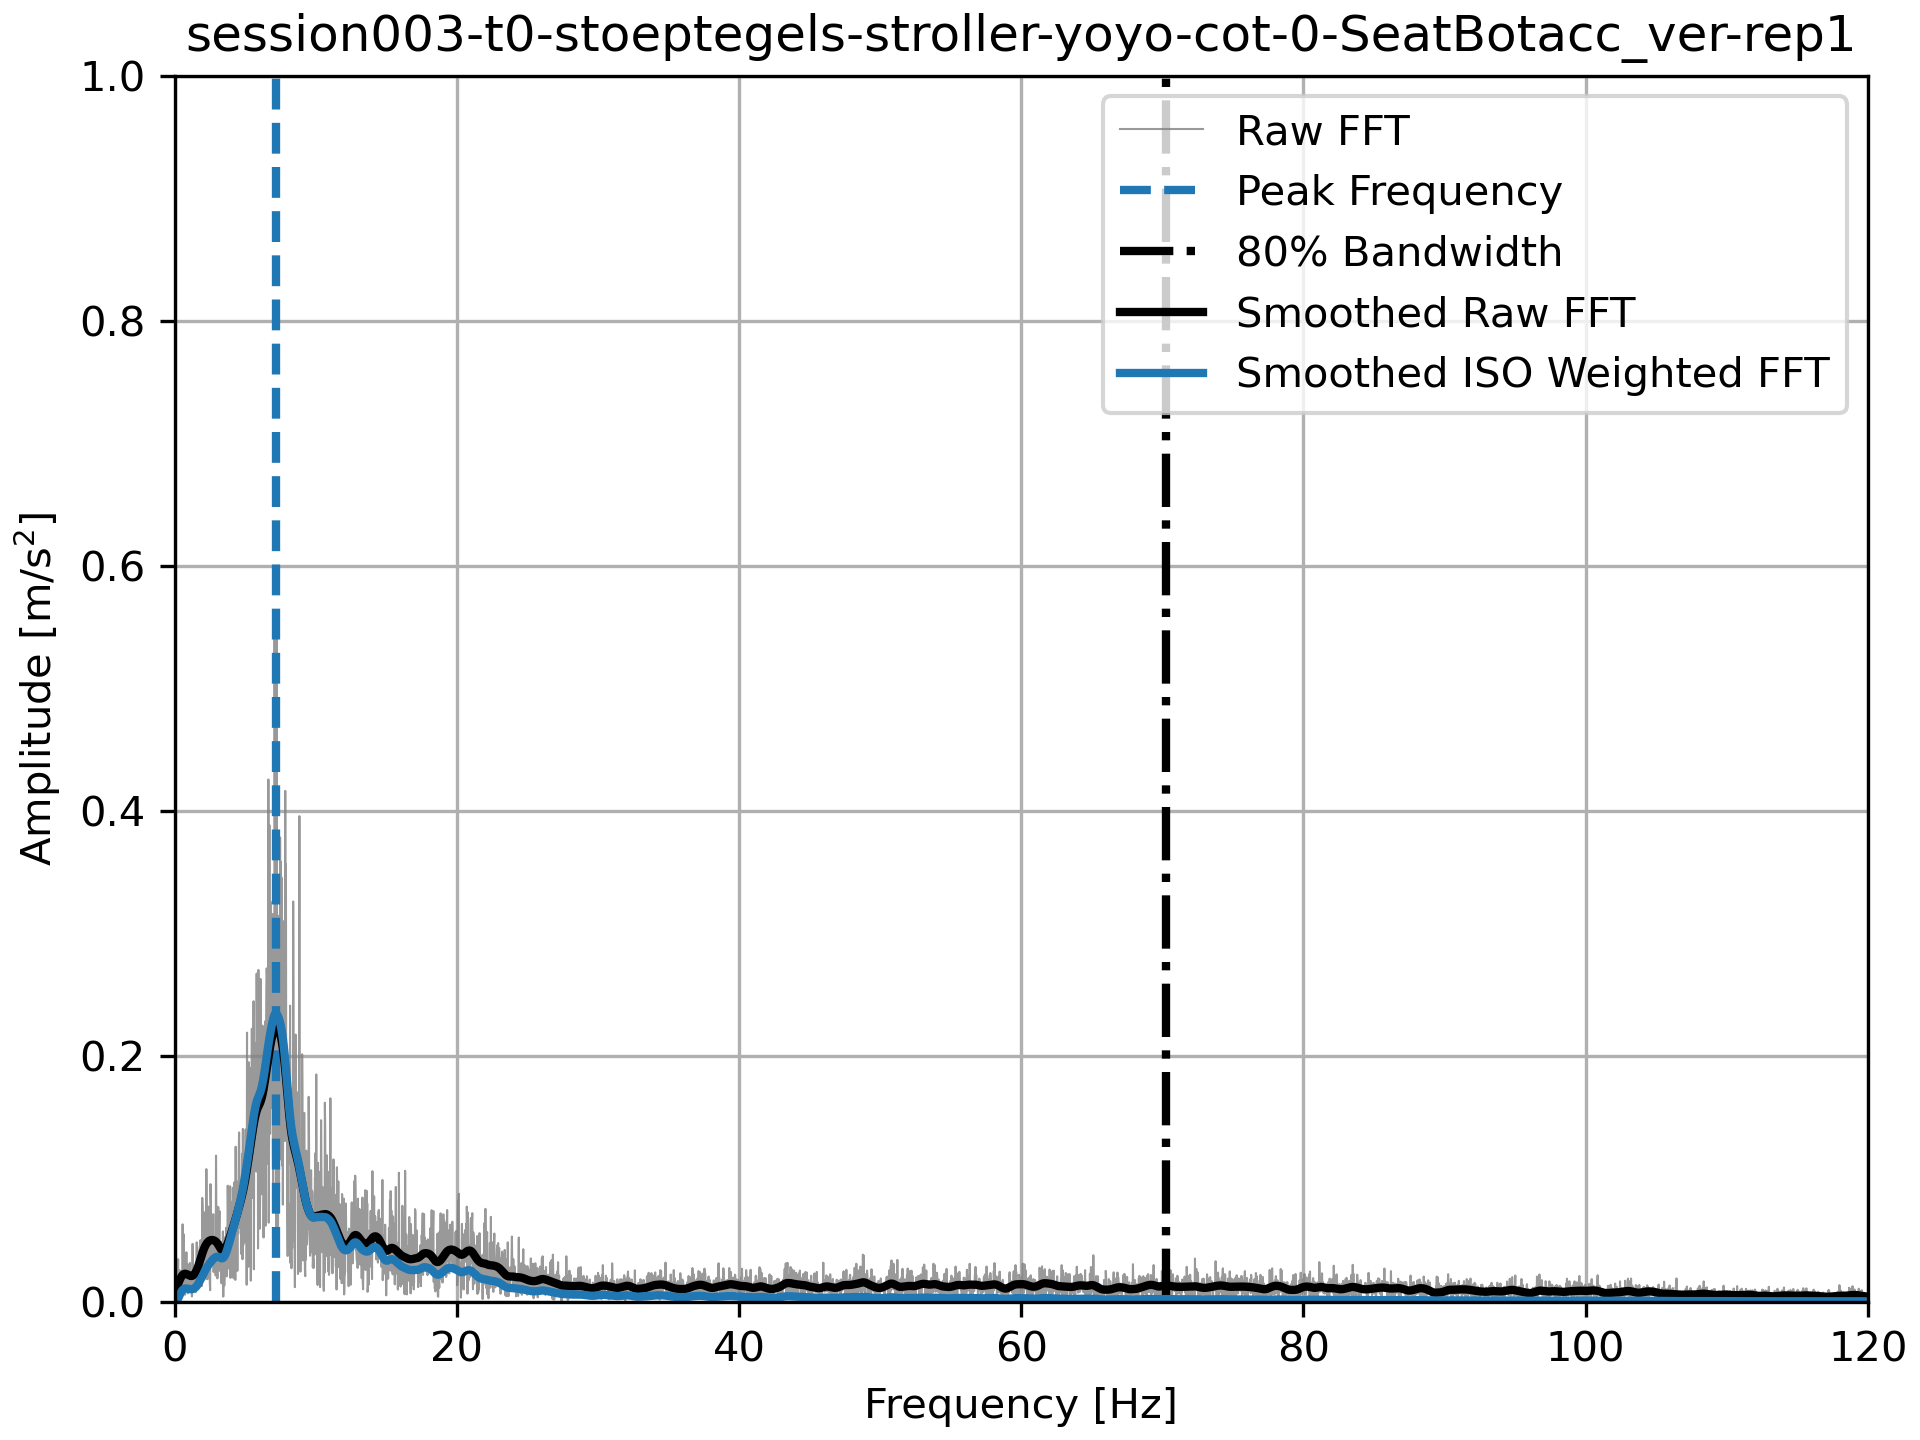 session003-t0-stoeptegels-stroller-yoyo-cot-0-SeatBotacc_ver-rep1
1.0
0.8
0.6
0.4
0.2
0.0
Amplitude [m/s²]
Raw FFT
Peak Frequency
80% Bandwidth
Smoothed Raw FFT
Smoothed ISO Weighted FFT
0 20 40 60 80 100 120
Frequency [Hz]